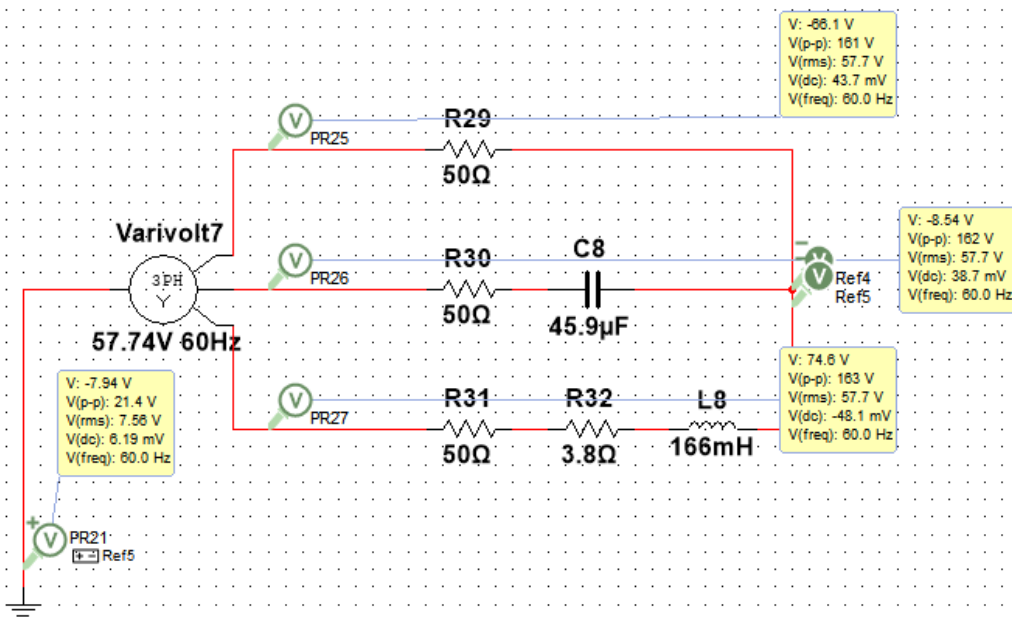 V: -66.1 V
V(p-p): 161 V
V(rms): 57.7 V
V(dc): 43.7 mV
V(freq): 60.0 Hz
V
PR25
R29
50Ω
Varivolt7
3PH
Y
57.74V 60Hz
V
PR26
R30
50Ω
C8
45.9µF
V
V
Ref4
Ref5
V: -8.54 V
V(p-p): 162 V
V(rms): 57.7 V
V(dc): 38.7 mV
V(freq): 60.0 Hz
V
PR27
R31
50Ω
R32
3.8Ω
L8
166mH
V: 74.6 V
V(p-p): 163 V
V(rms): 57.7 V
V(dc): -48.1 mV
V(freq): 60.0 Hz
V: -7.94 V
V(p-p): 21.4 V
V(rms): 7.56 V
V(dc): 6.19 mV
V(freq): 60.0 Hz
V
PR21
Ref5